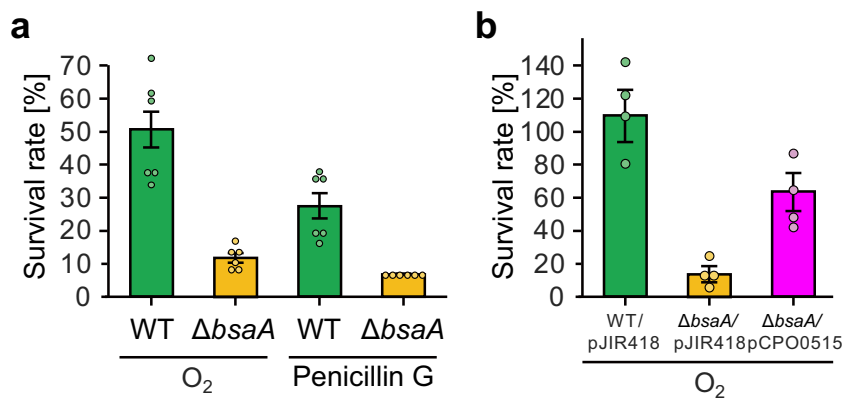 a
Survival rate [%]
70
60
50
40
30
20
10
0
WT ΔbsaA WT ΔbsaA
O₂ Penicillin G
b
Survival rate [%]
140
120
100
80
60
40
20
0
WT/ ΔbsaA/ ΔbsaA/
pJIR418 pJIR418 pCPO0515
O₂